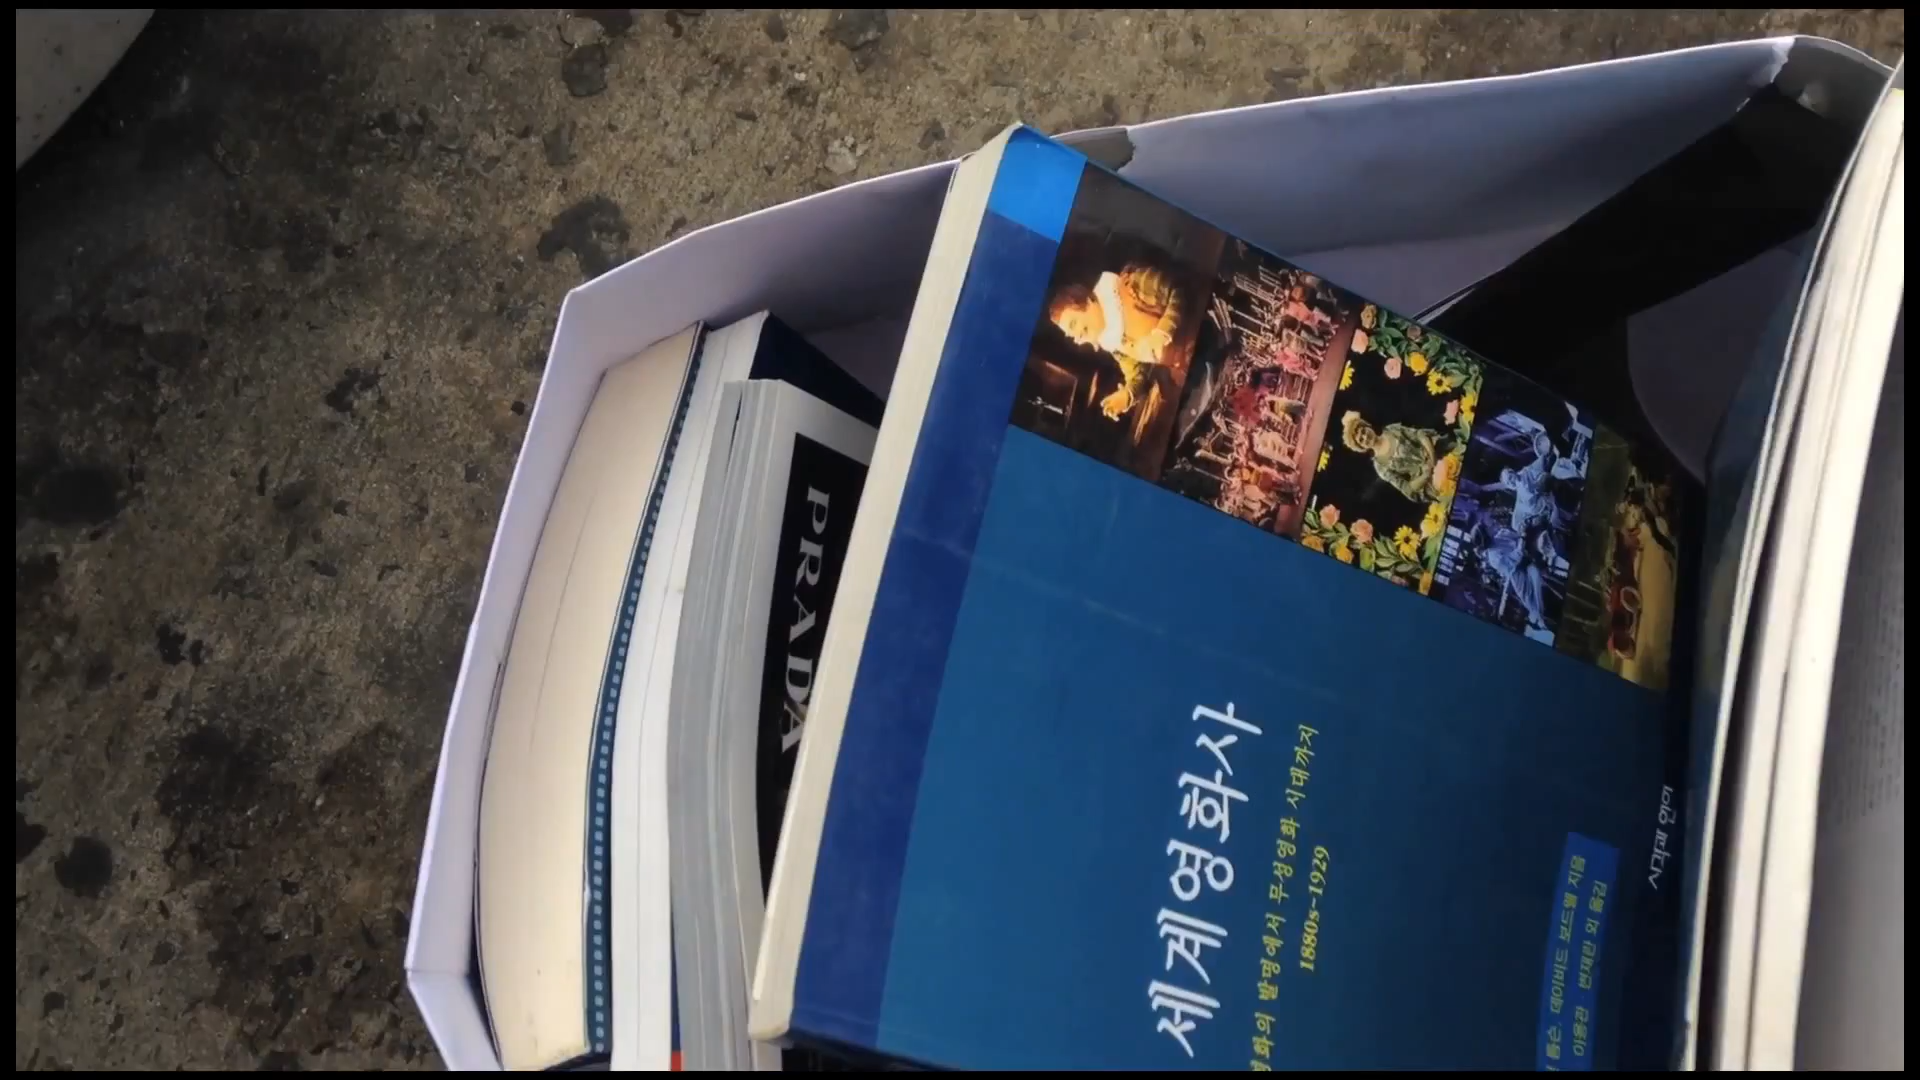 PRADA
세계영화사
영화의 발명에서 무성영화 시대까지
1880s~1929
톰슨, 데이비드 보드웰 지음
이용관 변재란 외 옮김
시각과 언어